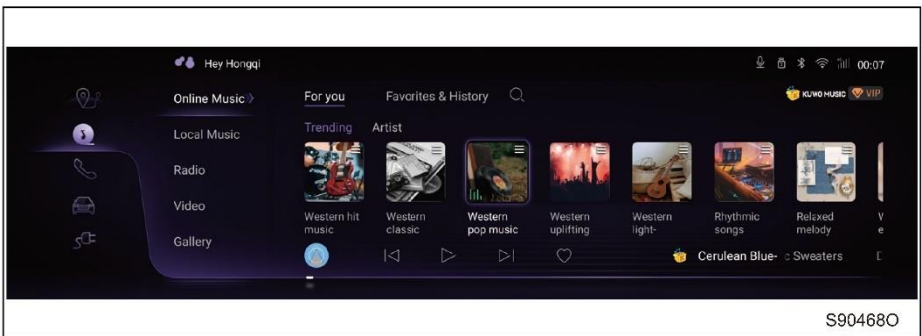 Hey Hongqi
00:07
Online Music
For you
Favorites & History
KUWO MUSIC
VIP
Local Music
Trending
Artist
Radio
Video
Gallery
Western hit music
Western classic
Western pop music
Western uplifting
Western light-
Rhythmic songs
Relaxed melody
Cerulean Blue-
c Sweaters
S90468O